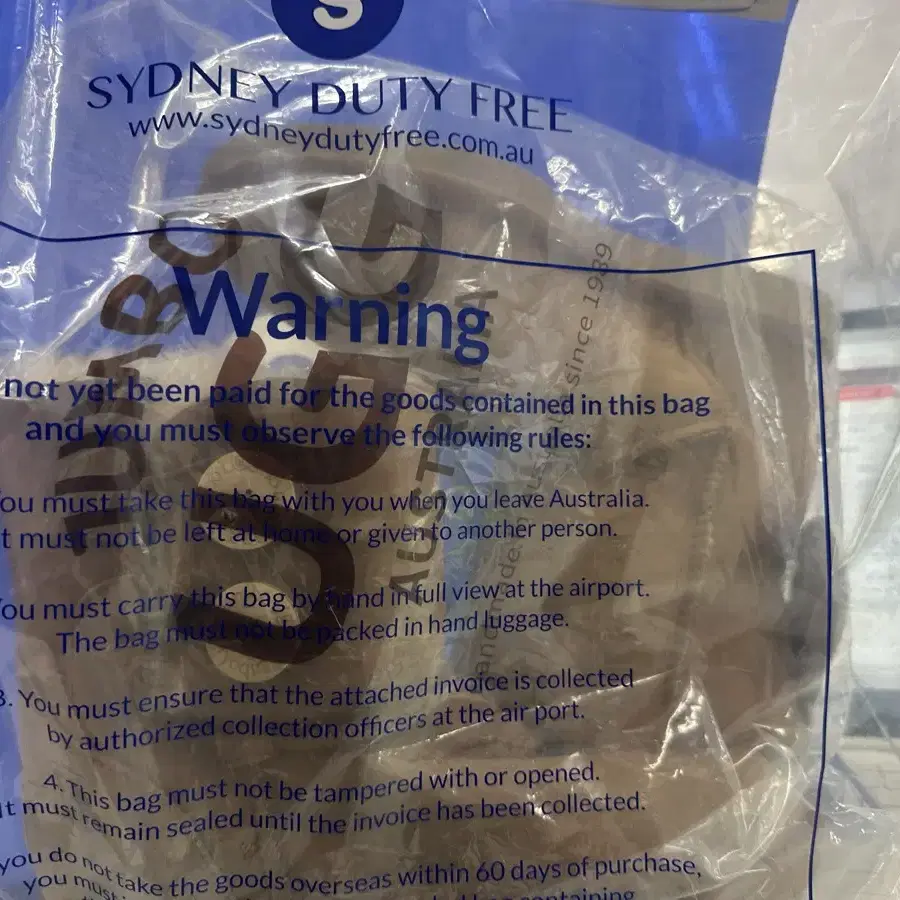 S
SYDNEY DUTY FREE
www.sydneydutyfree.com.au
Warning
not yet been paid for the goods contained in this bag
and you must observe the following rules:
ou must take this bag with you when you leave Australia.
t must not be left at home or given to another person.
ou must carry this bag by hand in full view at the airport.
The bag must not be packed in hand luggage.
3. You must ensure that the attached invoice is collected
by authorized collection officers at the air port.
4. This bag must not be tampered with or opened.
It must remain sealed until the invoice has been collected.
you do not take the goods overseas within 60 days of purchase,
you must
containing
JUMBO
UGG
AUSTRALIA
since 1989